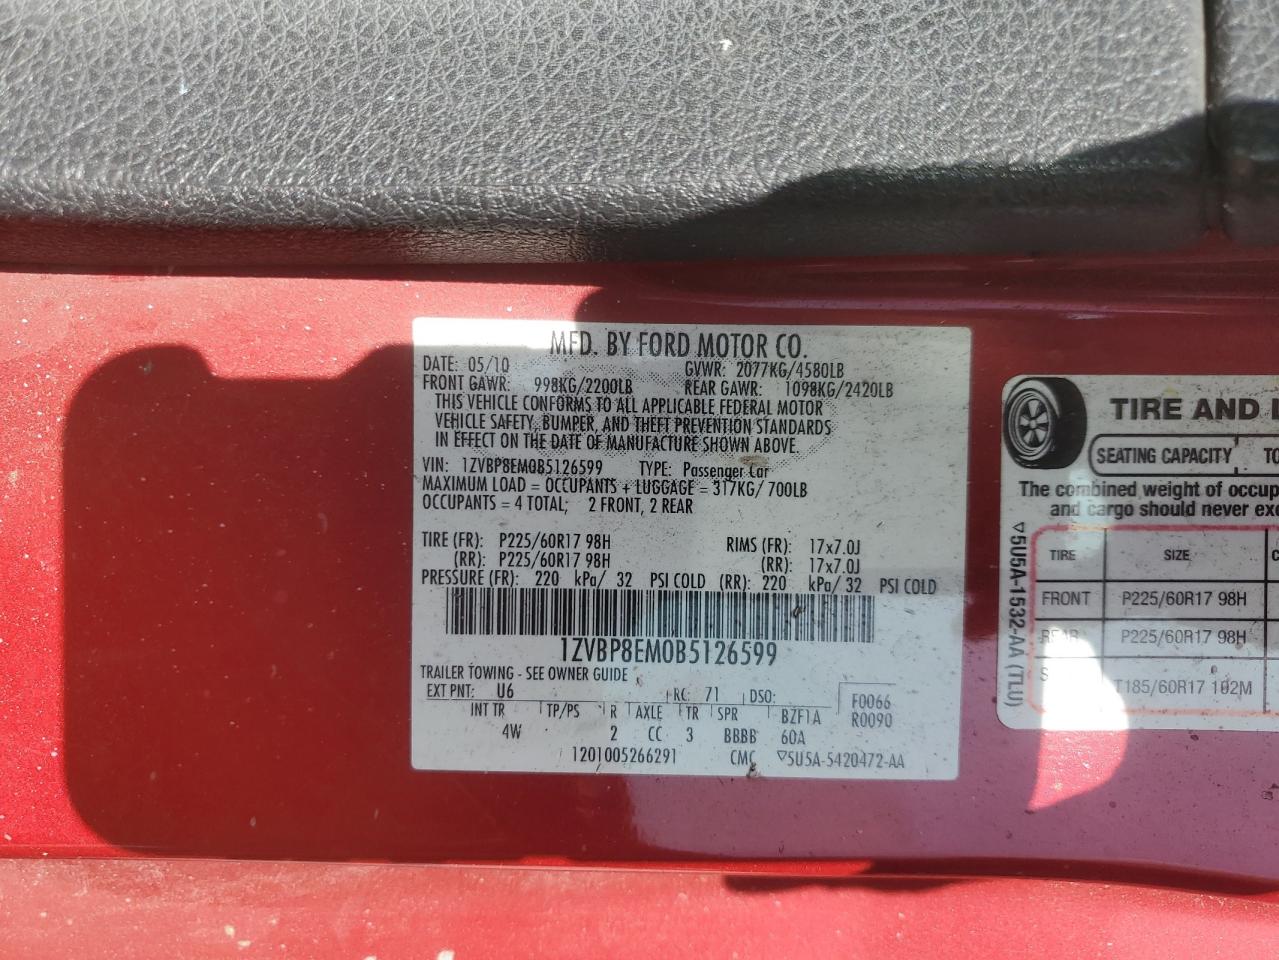 MFD. BY FORD MOTOR CO.
DATE: 05/10 GVWR: 2077KG/4580LB
FRONT GAWR: 998KG/2200LB REAR GAWR: 1098KG/2420LB
THIS VEHICLE CONFORMS TO ALL APPLICABLE FEDERAL MOTOR
VEHICLE SAFETY, BUMPER, AND THEFT PREVENTION STANDARDS
IN EFFECT ON THE DATE OF MANUFACTURE SHOWN ABOVE.
VIN: 1ZVBP8EM0B5126599 TYPE: Passenger Car
MAXIMUM LOAD = OCCUPANTS + LUGGAGE = 317KG/700LB
OCCUPANTS = 4 TOTAL; 2 FRONT, 2 REAR
TIRE (FR): P225/60R17 98H RIMS (FR): 17x7.0J
(RR): P225/60R17 98H (RR): 17x7.0J
PRESSURE (FR): 220 kPa/ 32 PSI COLD (RR): 220 kPa/ 32 PSI COLD
1ZVBP8EM0B5126599
TRAILER TOWING - SEE OWNER GUIDE
EXT PNT: U6 RC: 71 DSO: F0066
INT TR TP/PS R AXLE TR SPR BZF1A R0090
4W 2 CC 3 BBBB 60A
1201005266291 CMC ▽5U5A-5420472-AA
TIRE AND
SEATING CAPACITY TO
The combined weight of occup
and cargo should never exc
▽5U5A-1532-AA (TLU)
TIRE SIZE C
FRONT P225/60R17 98H
REAR P225/60R17 98H
S T185/60R17 102M